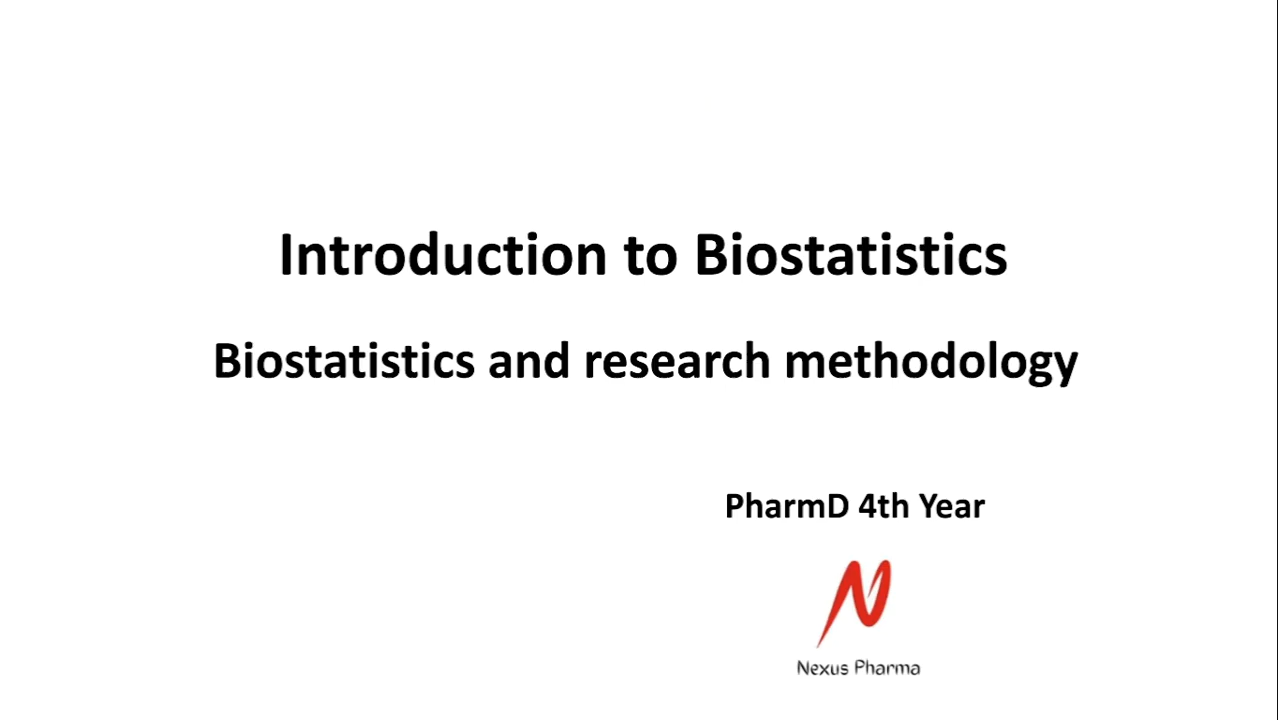 Introduction to Biostatistics
Biostatistics and research methodology
PharmD 4th Year
Nexus Pharma